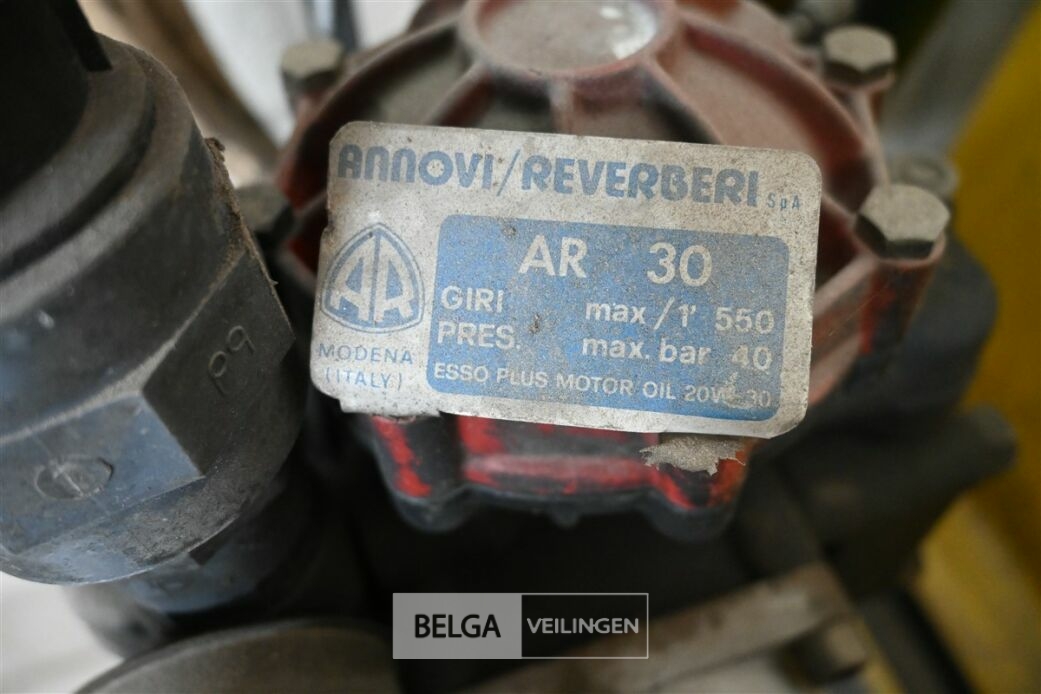 ANNOVI/REVERBERI SpA
AR
MODENA
(ITALY)
AR 30
GIRI max/1' 550
PRES. max. bar 40
ESSO PLUS MOTOR OIL 20W-30
BELGA VEILINGEN